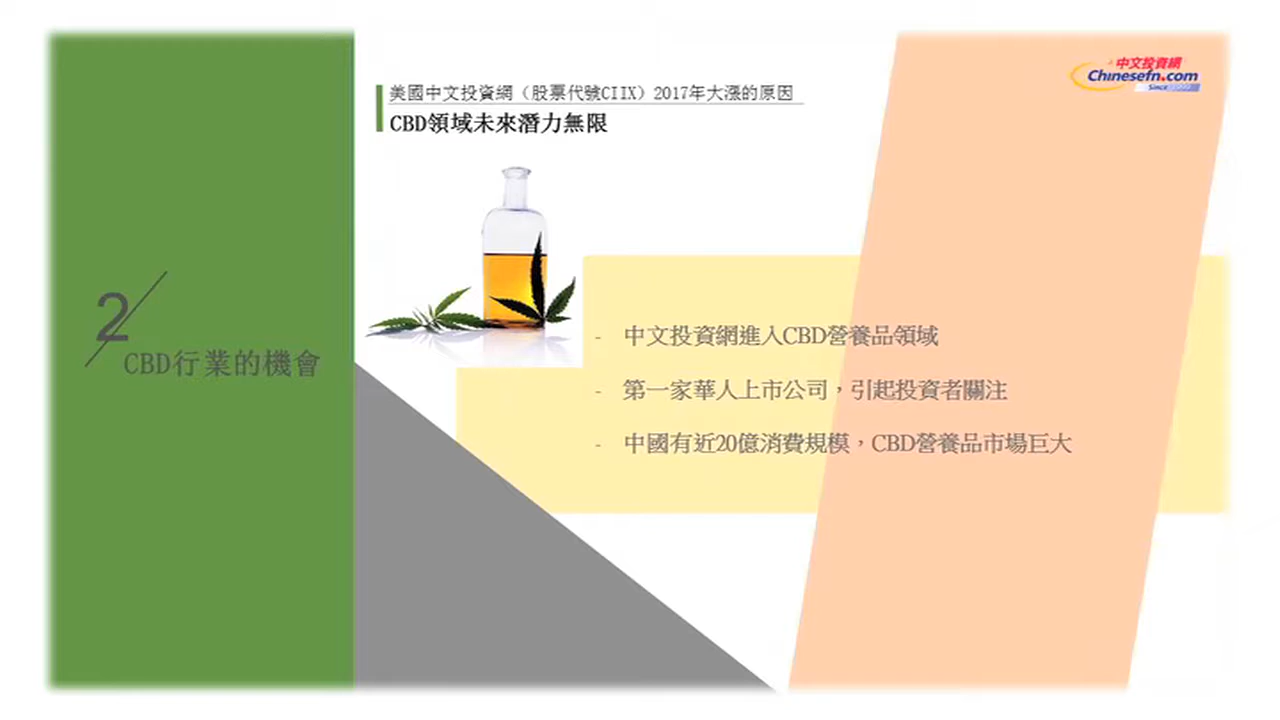 中文投資網
Chinesefn.com
Since
美國中文投資網（股票代號CIIX）2017年大漲的原因
CBD領域未來潛力無限
2
CBD行業的機會
- 中文投資網進入CBD營養品領域
- 第一家華人上市公司，引起投資者關注
- 中國有近20億消費規模，CBD營養品市場巨大